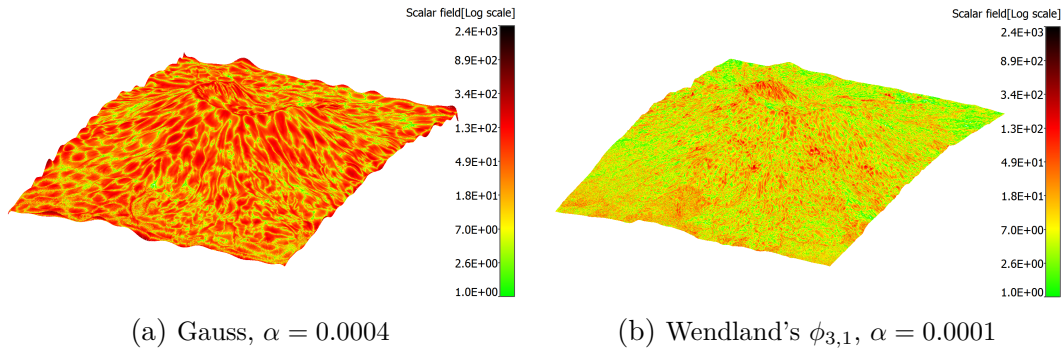 Scalar field[Log scale]
2.4E+03
8.9E+02
3.4E+02
1.3E+02
4.9E+01
1.8E+01
7.0E+00
2.6E+00
1.0E+00
(a) Gauss, α = 0.0004
Scalar field[Log scale]
2.4E+03
8.9E+02
3.4E+02
1.3E+02
4.9E+01
1.8E+01
7.0E+00
2.6E+00
1.0E+00
(b) Wendland's ϕ3,1, α = 0.0001